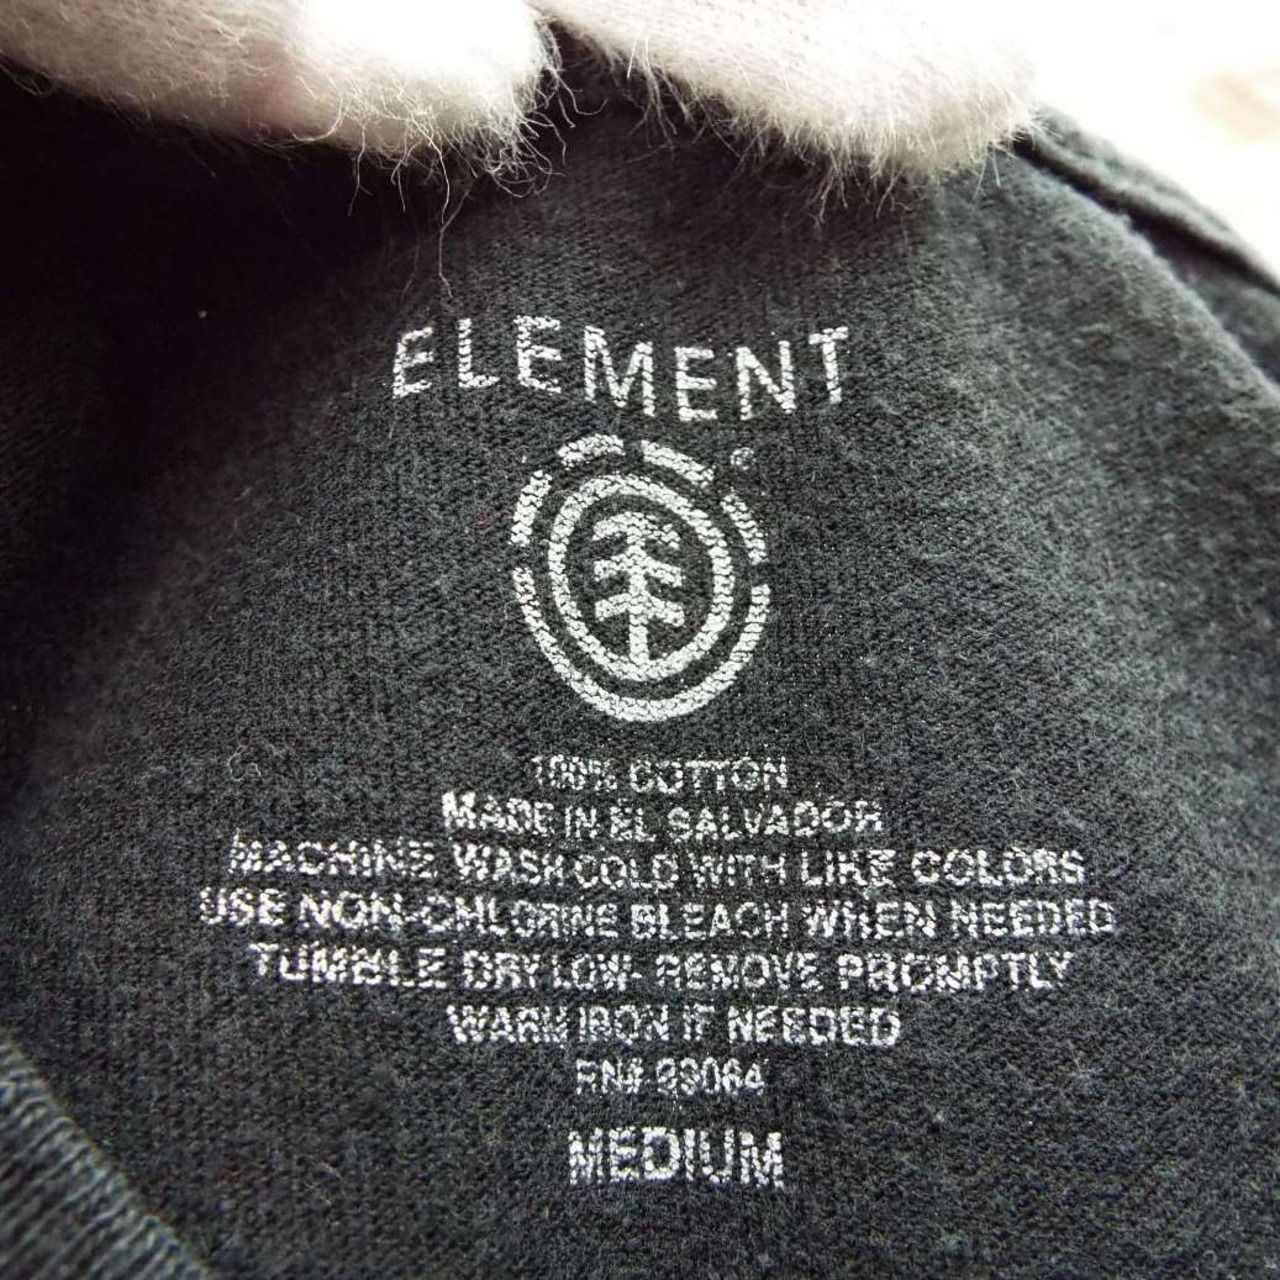 ELEMENT
®
100% COTTON
MADE IN EL SALVADOR
MACHINE WASH COLD WITH LIKE COLORS
USE NON-CHLORINE BLEACH WHEN NEEDED
TUMBLE DRY LOW- REMOVE PROMPTLY
WARM IRON IF NEEDED
RN#
MEDIUM